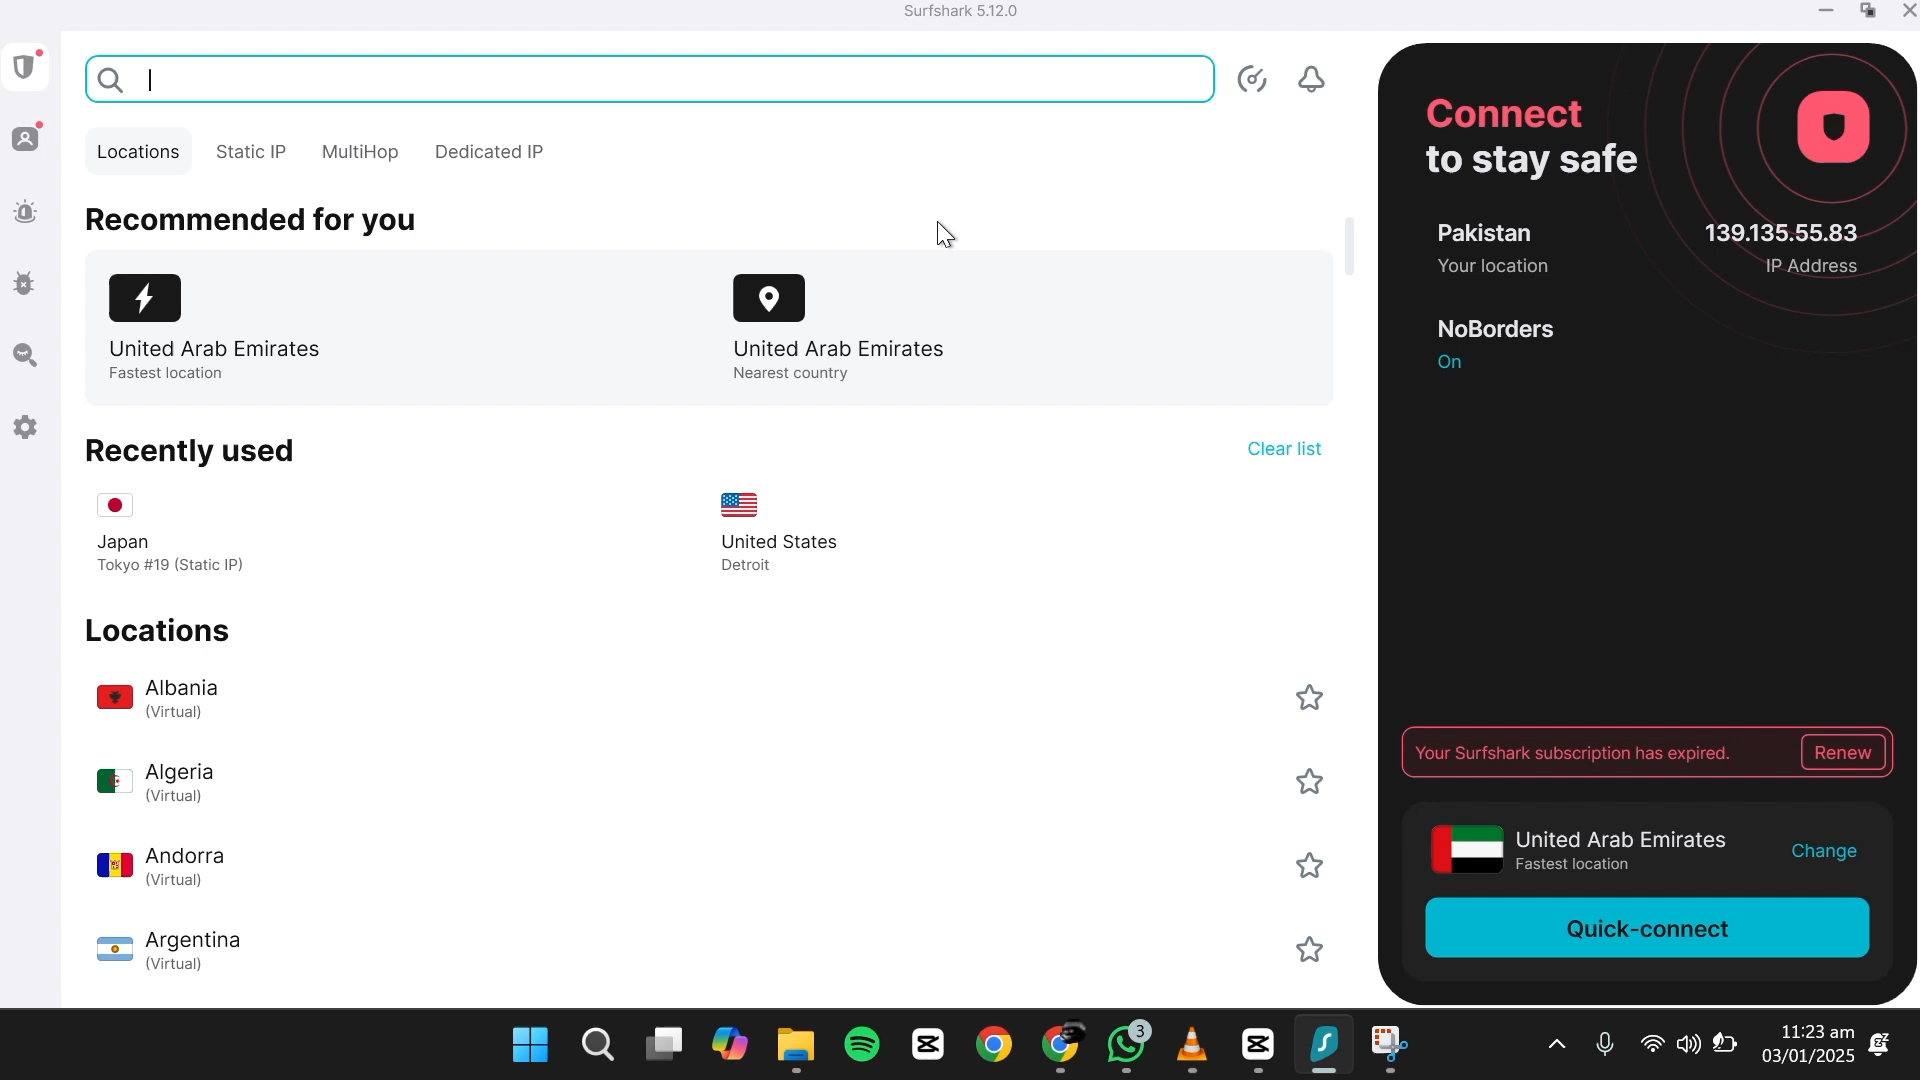 Surfshark 5.12.0
Locations Static IP MultiHop Dedicated IP
Recommended for you
United Arab Emirates
Fastest location
United Arab Emirates
Nearest country
Recently used
Clear list
Japan
Tokyo #19 (Static IP)
United States
Detroit
Locations
Albania
(Virtual)
Algeria
(Virtual)
Andorra
(Virtual)
Argentina
(Virtual)
Connect
to stay safe
Pakistan 139.135.55.83
Your location IP Address
NoBorders
On
Your Surfshark subscription has expired. Renew
United Arab Emirates
Fastest location
Change
Quick-connect
3
11:23 am
03/01/2025